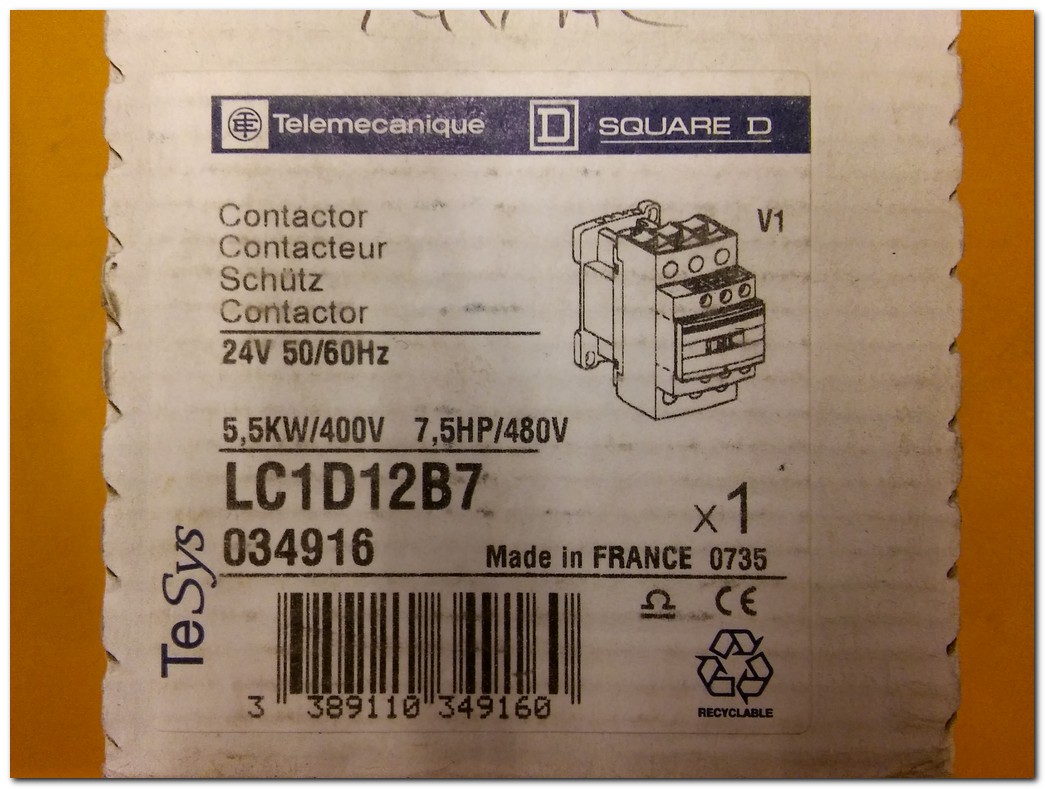 Telemecanique D SQUARE D
Contactor
Contacteur
Schütz
Contactor
V1
24V 50/60Hz
5,5KW/400V 7,5HP/480V
LC1D12B7
x1
034916
Made in FRANCE 0735
TeSys
CE
3 389110 349160
RECYCLABLE